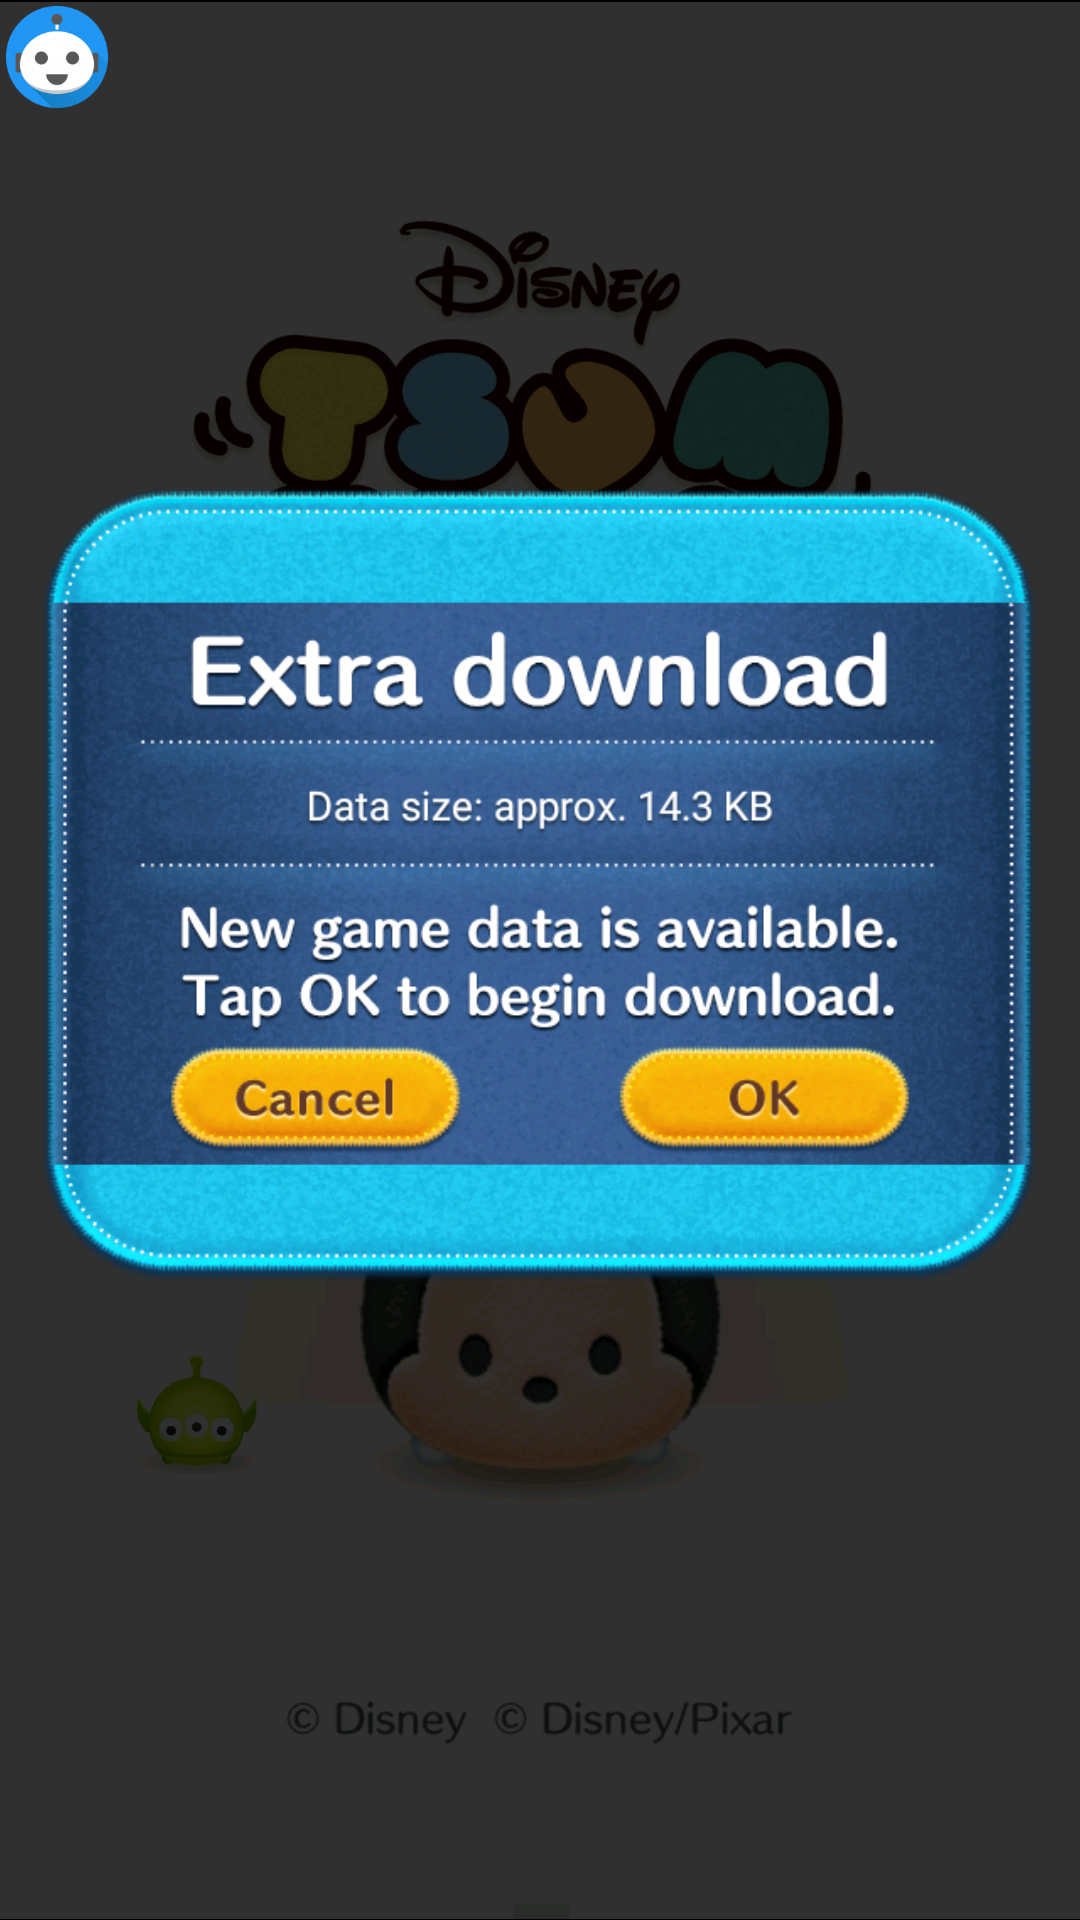 Disney
TSUM
Extra download
Data size: approx. 14.3 KB
New game data is available.
Tap OK to begin download.
Cancel
OK
© Disney © Disney/Pixar